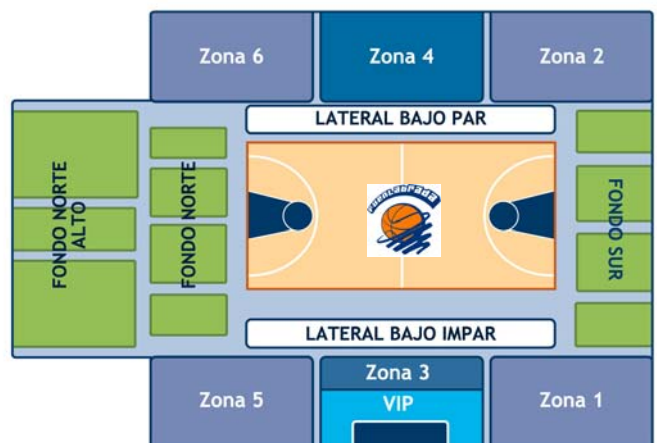 Zona 6
Zona 4
Zona 2
LATERAL BAJO PAR
FONDO NORTE
ALTO
FONDO NORTE
FUENLABRADA
FONDO SUR
LATERAL BAJO IMPAR
Zona 3
Zona 5
VIP
Zona 1